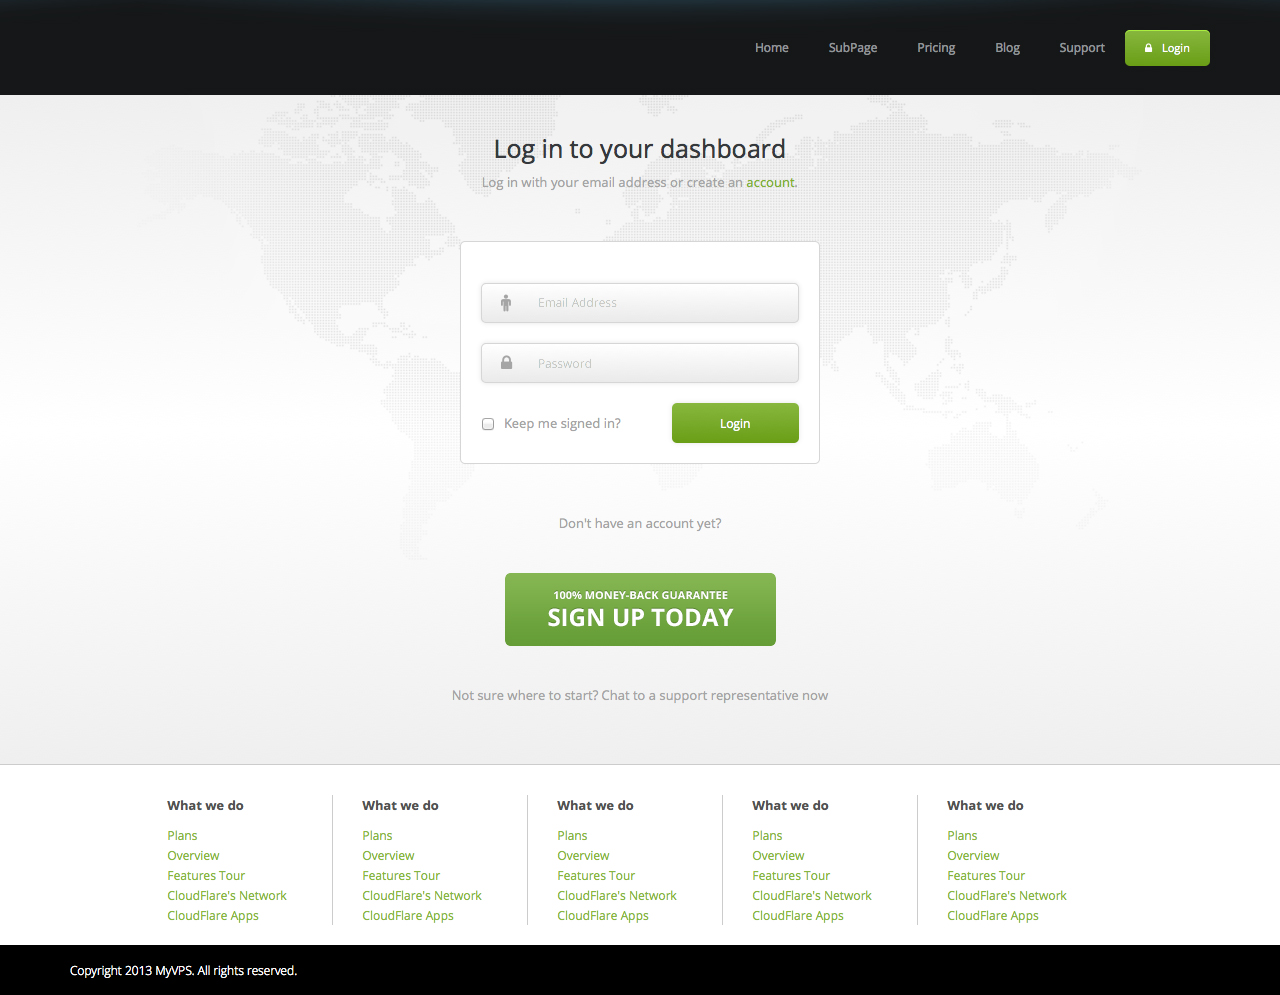 Home SubPage Pricing Blog Support Login
Log in to your dashboard
Log in with your email address or create an account.
Email Address
Password
Keep me signed in? Login
Don't have an account yet?
100% MONEY-BACK GUARANTEE
SIGN UP TODAY
Not sure where to start? Chat to a support representative now
What we do What we do What we do What we do What we do
Plans Plans Plans Plans Plans
Overview Overview Overview Overview Overview
Features Tour Features Tour Features Tour Features Tour Features Tour
CloudFlare's Network CloudFlare's Network CloudFlare's Network CloudFlare's Network CloudFlare's Network
CloudFlare Apps CloudFlare Apps CloudFlare Apps CloudFlare Apps CloudFlare Apps
Copyright 2013 MyVPS. All rights reserved.